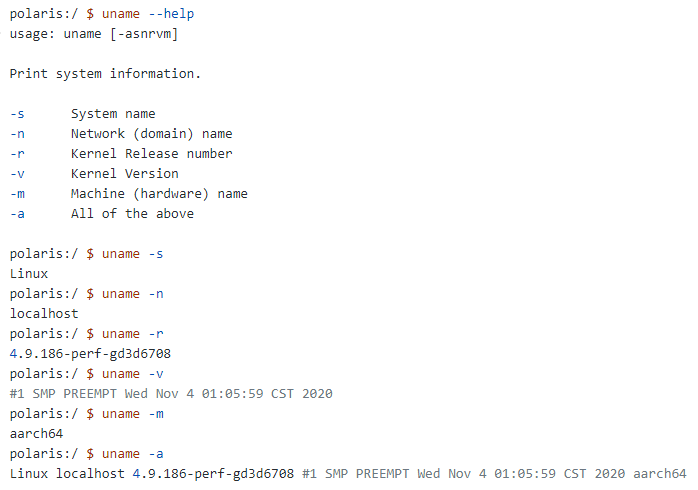 polaris:/ $ uname --help
usage: uname [-asnrvm]

Print system information.

-s      System name
-n      Network (domain) name
-r      Kernel Release number
-v      Kernel Version
-m      Machine (hardware) name
-a      All of the above

polaris:/ $ uname -s
Linux
polaris:/ $ uname -n
localhost
polaris:/ $ uname -r
4.9.186-perf-gd3d6708
polaris:/ $ uname -v
#1 SMP PREEMPT Wed Nov 4 01:05:59 CST 2020
polaris:/ $ uname -m
aarch64
polaris:/ $ uname -a
Linux localhost 4.9.186-perf-gd3d6708 #1 SMP PREEMPT Wed Nov 4 01:05:59 CST 2020 aarch64